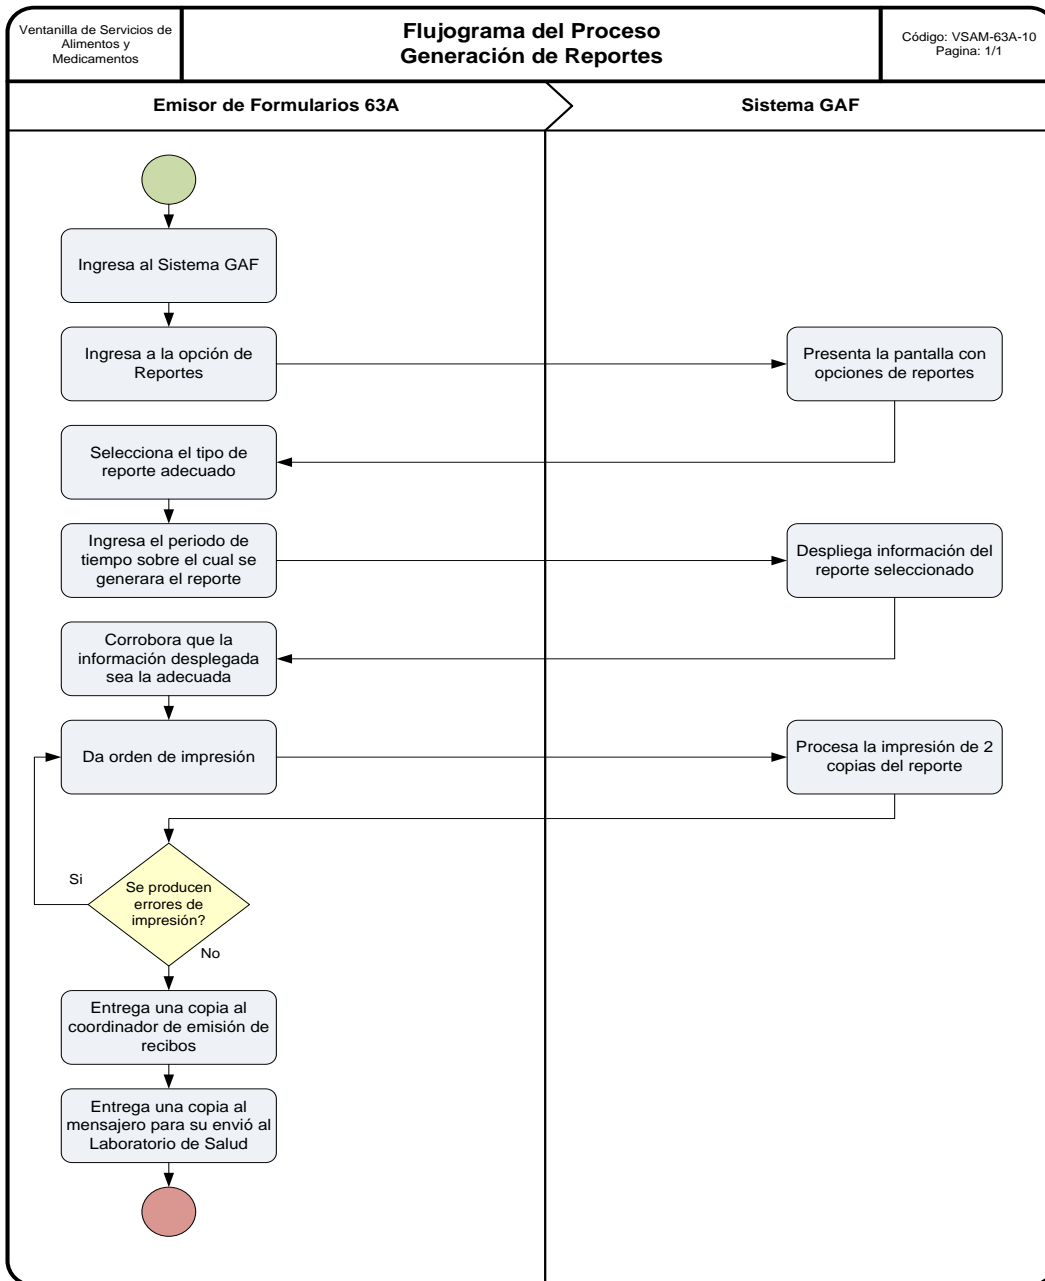 Ventanilla de Servicios de
Alimentos y
Medicamentos
Flujograma del Proceso
Generación de Reportes
Código: VSAM-63A-10
Pagina: 1/1
Emisor de Formularios 63A
Sistema GAF
Ingresa al Sistema GAF
Ingresa a la opción de
Reportes
Presenta la pantalla con
opciones de reportes
Selecciona el tipo de
reporte adecuado
Ingresa el periodo de
tiempo sobre el cual se
generara el reporte
Despliega información del
reporte seleccionado
Corrobora que la
información desplegada
sea la adecuada
Da orden de impresión
Procesa la impresión de 2
copias del reporte
Si
Se producen
errores de
impresión?
No
Entrega una copia al
coordinador de emisión de
recibos
Entrega una copia al
mensajero para su envió al
Laboratorio de Salud